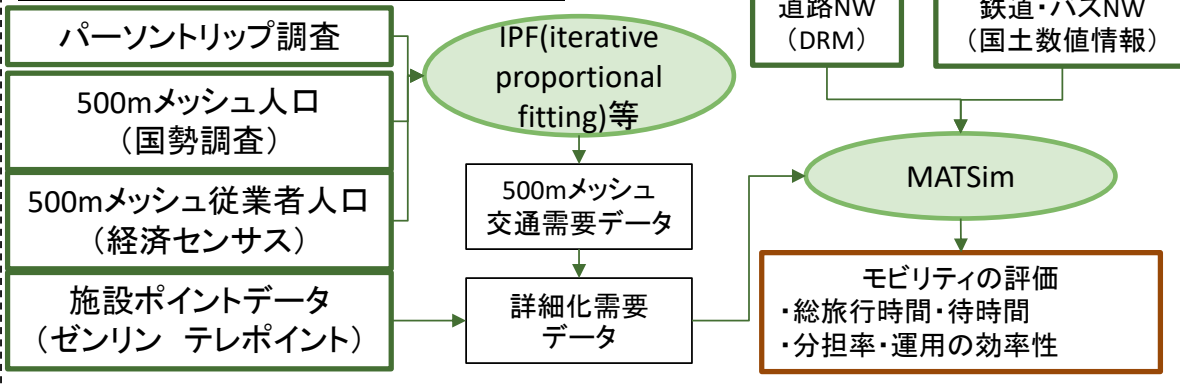 パーソントリップ調査
500mメッシュ人口
（国勢調査）
500mメッシュ従業者人口
（経済センサス）
施設ポイントデータ
（ゼンリン　テレポイント）
IPF(iterative
proportional
fitting)等
500mメッシュ
交通需要データ
詳細化需要
データ
道路NW
（DRM）
鉄道・バスNW
（国土数値情報）
MATSim
モビリティの評価
・総旅行時間・待時間
・分担率・運用の効率性